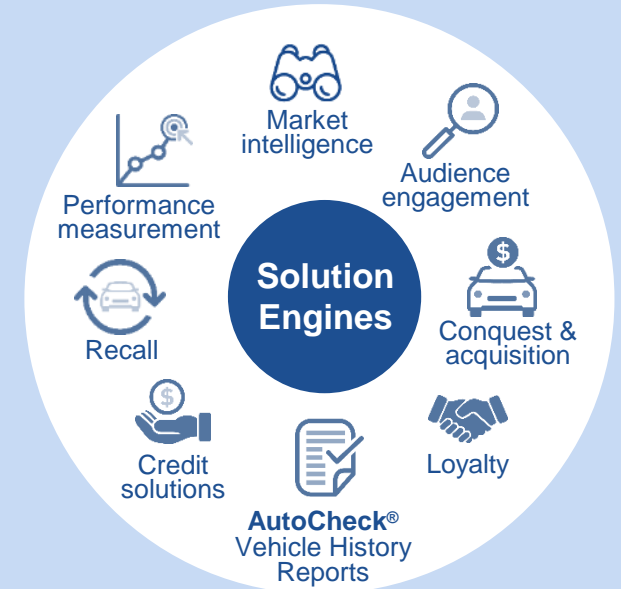 Market
intelligence
Audience
engagement
Conquest &
acquisition
Loyalty
AutoCheck®
Vehicle History
Reports
Credit
solutions
Recall
Performance
measurement
Solution
Engines
$
$